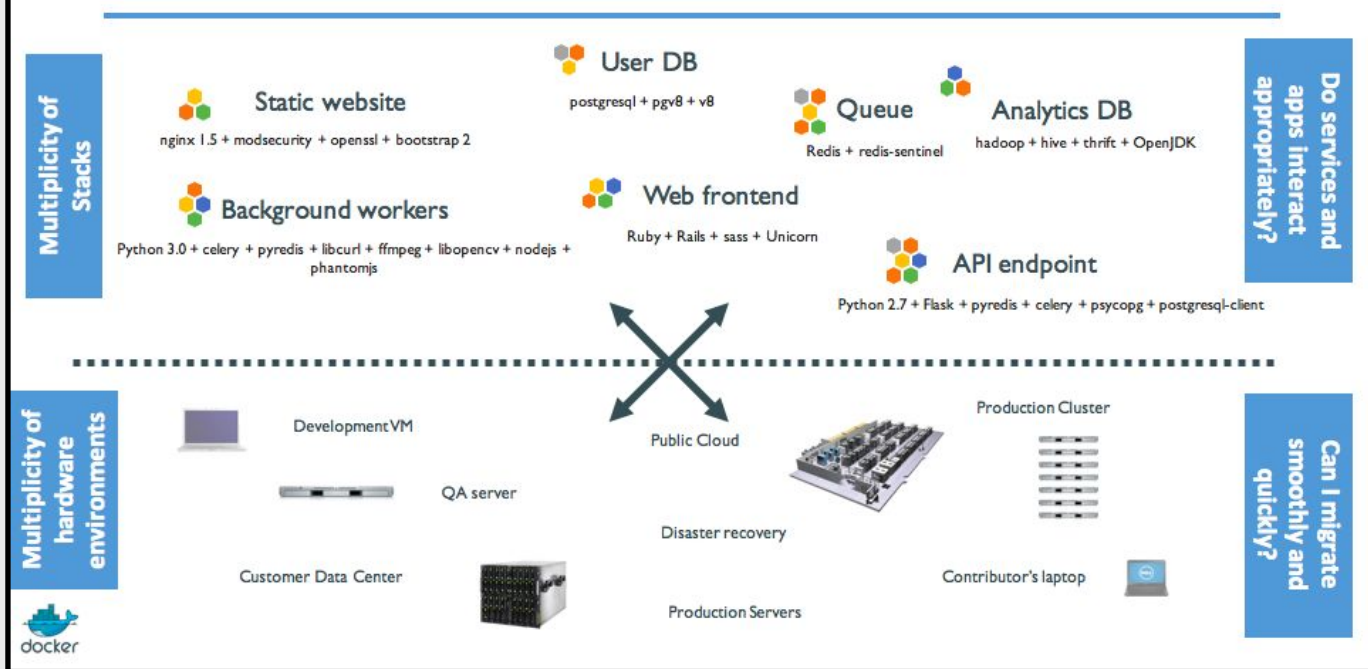 Multiplicity of
Stacks
Static website
nginx 1.5 + modsecurity + openssl + bootstrap 2
User DB
postgresql + pgv8 + v8
Queue
Redis + redis-sentinel
Analytics DB
hadoop + hive + thrift + OpenJDK
Background workers
Python 3.0 + celery + pyredis + libcurl + ffmpeg + libopencv + nodejs +
phantomjs
Web frontend
Ruby + Rails + sass + Unicorn
API endpoint
Python 2.7 + Flask + pyredis + celery + psycopg + postgresql-client
Do services and
apps interact
appropriately?
Multiplicity of
hardware
environments
Development VM
QA server
Customer Data Center
Public Cloud
Disaster recovery
Production Servers
Production Cluster
Contributor's laptop
DELL
Can I migrate
smoothly and
quickly?
docker